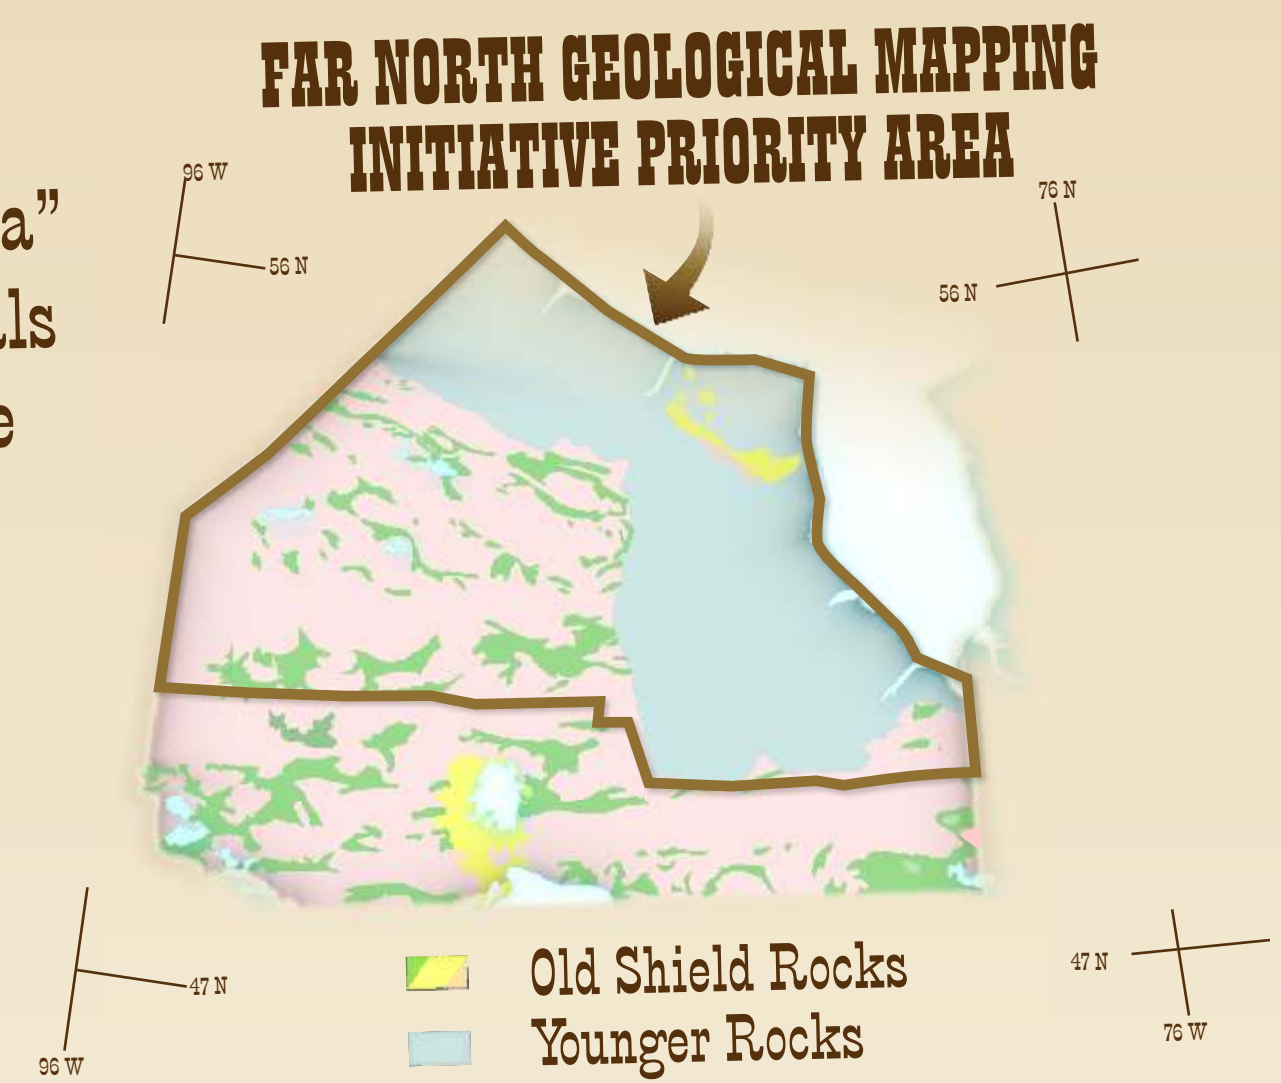 FAR NORTH GEOLOGICAL MAPPING
INITIATIVE PRIORITY AREA
96 W
56 N
76 N
56 N
a”
ls
e
47 N
96 W
47 N
76 W
Old Shield Rocks
Younger Rocks